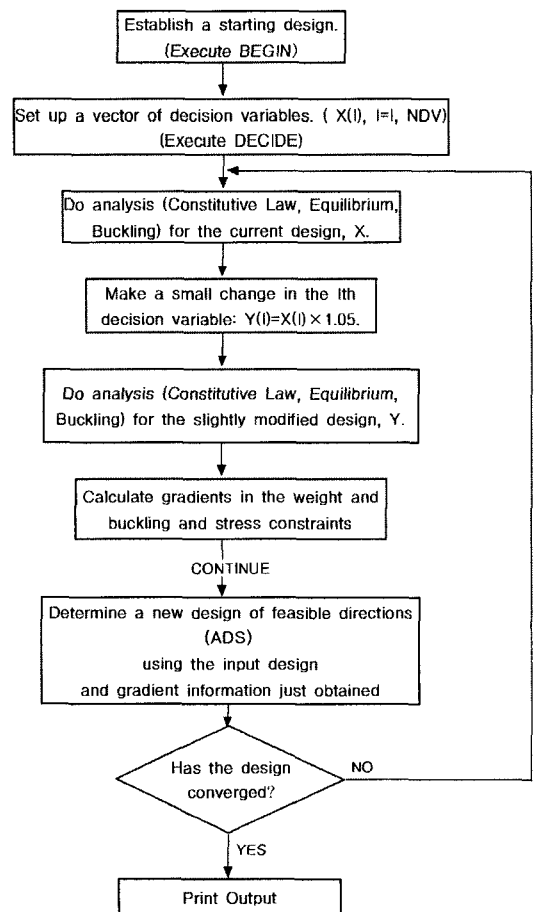 Establish a starting design.
(Execute BEGIN)
Set up a vector of decision variables. ( X(I), I=I, NDV)
(Execute DECIDE)
Do analysis (Constitutive Law, Equilibrium,
Buckling) for the current design, X.
Make a small change in the Ith
decision variable: Y(I)=X(I)×1.05.
Do analysis (Constitutive Law, Equilibrium,
Buckling) for the slightly modified design, Y.
Calculate gradients in the weight and
buckling and stress constraints
CONTINUE
Determine a new design of feasible directions
(ADS)
using the input design
and gradient information just obtained
Has the design
converged?
NO
YES
Print Output